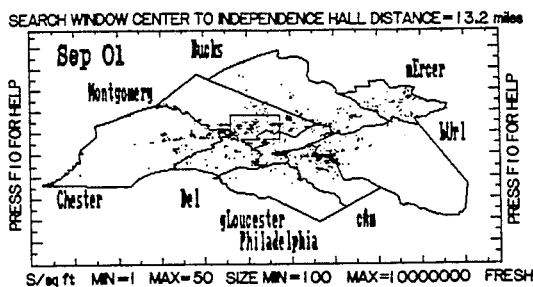 SEARCH WINDOW CENTER TO INDEPENDENCE HALL DISTANCE=13.2 miles
Sep 01
Bucks
mErcer
Montgomery
bUrl
PRESS F10 FOR HELP
PRESS F10 FOR HELP
Chester
Del
gLoucester
cAm
Philadelphia
S/sq ft MIN=1 MAX=50 SIZE MIN=100 MAX=10000000 FRESH